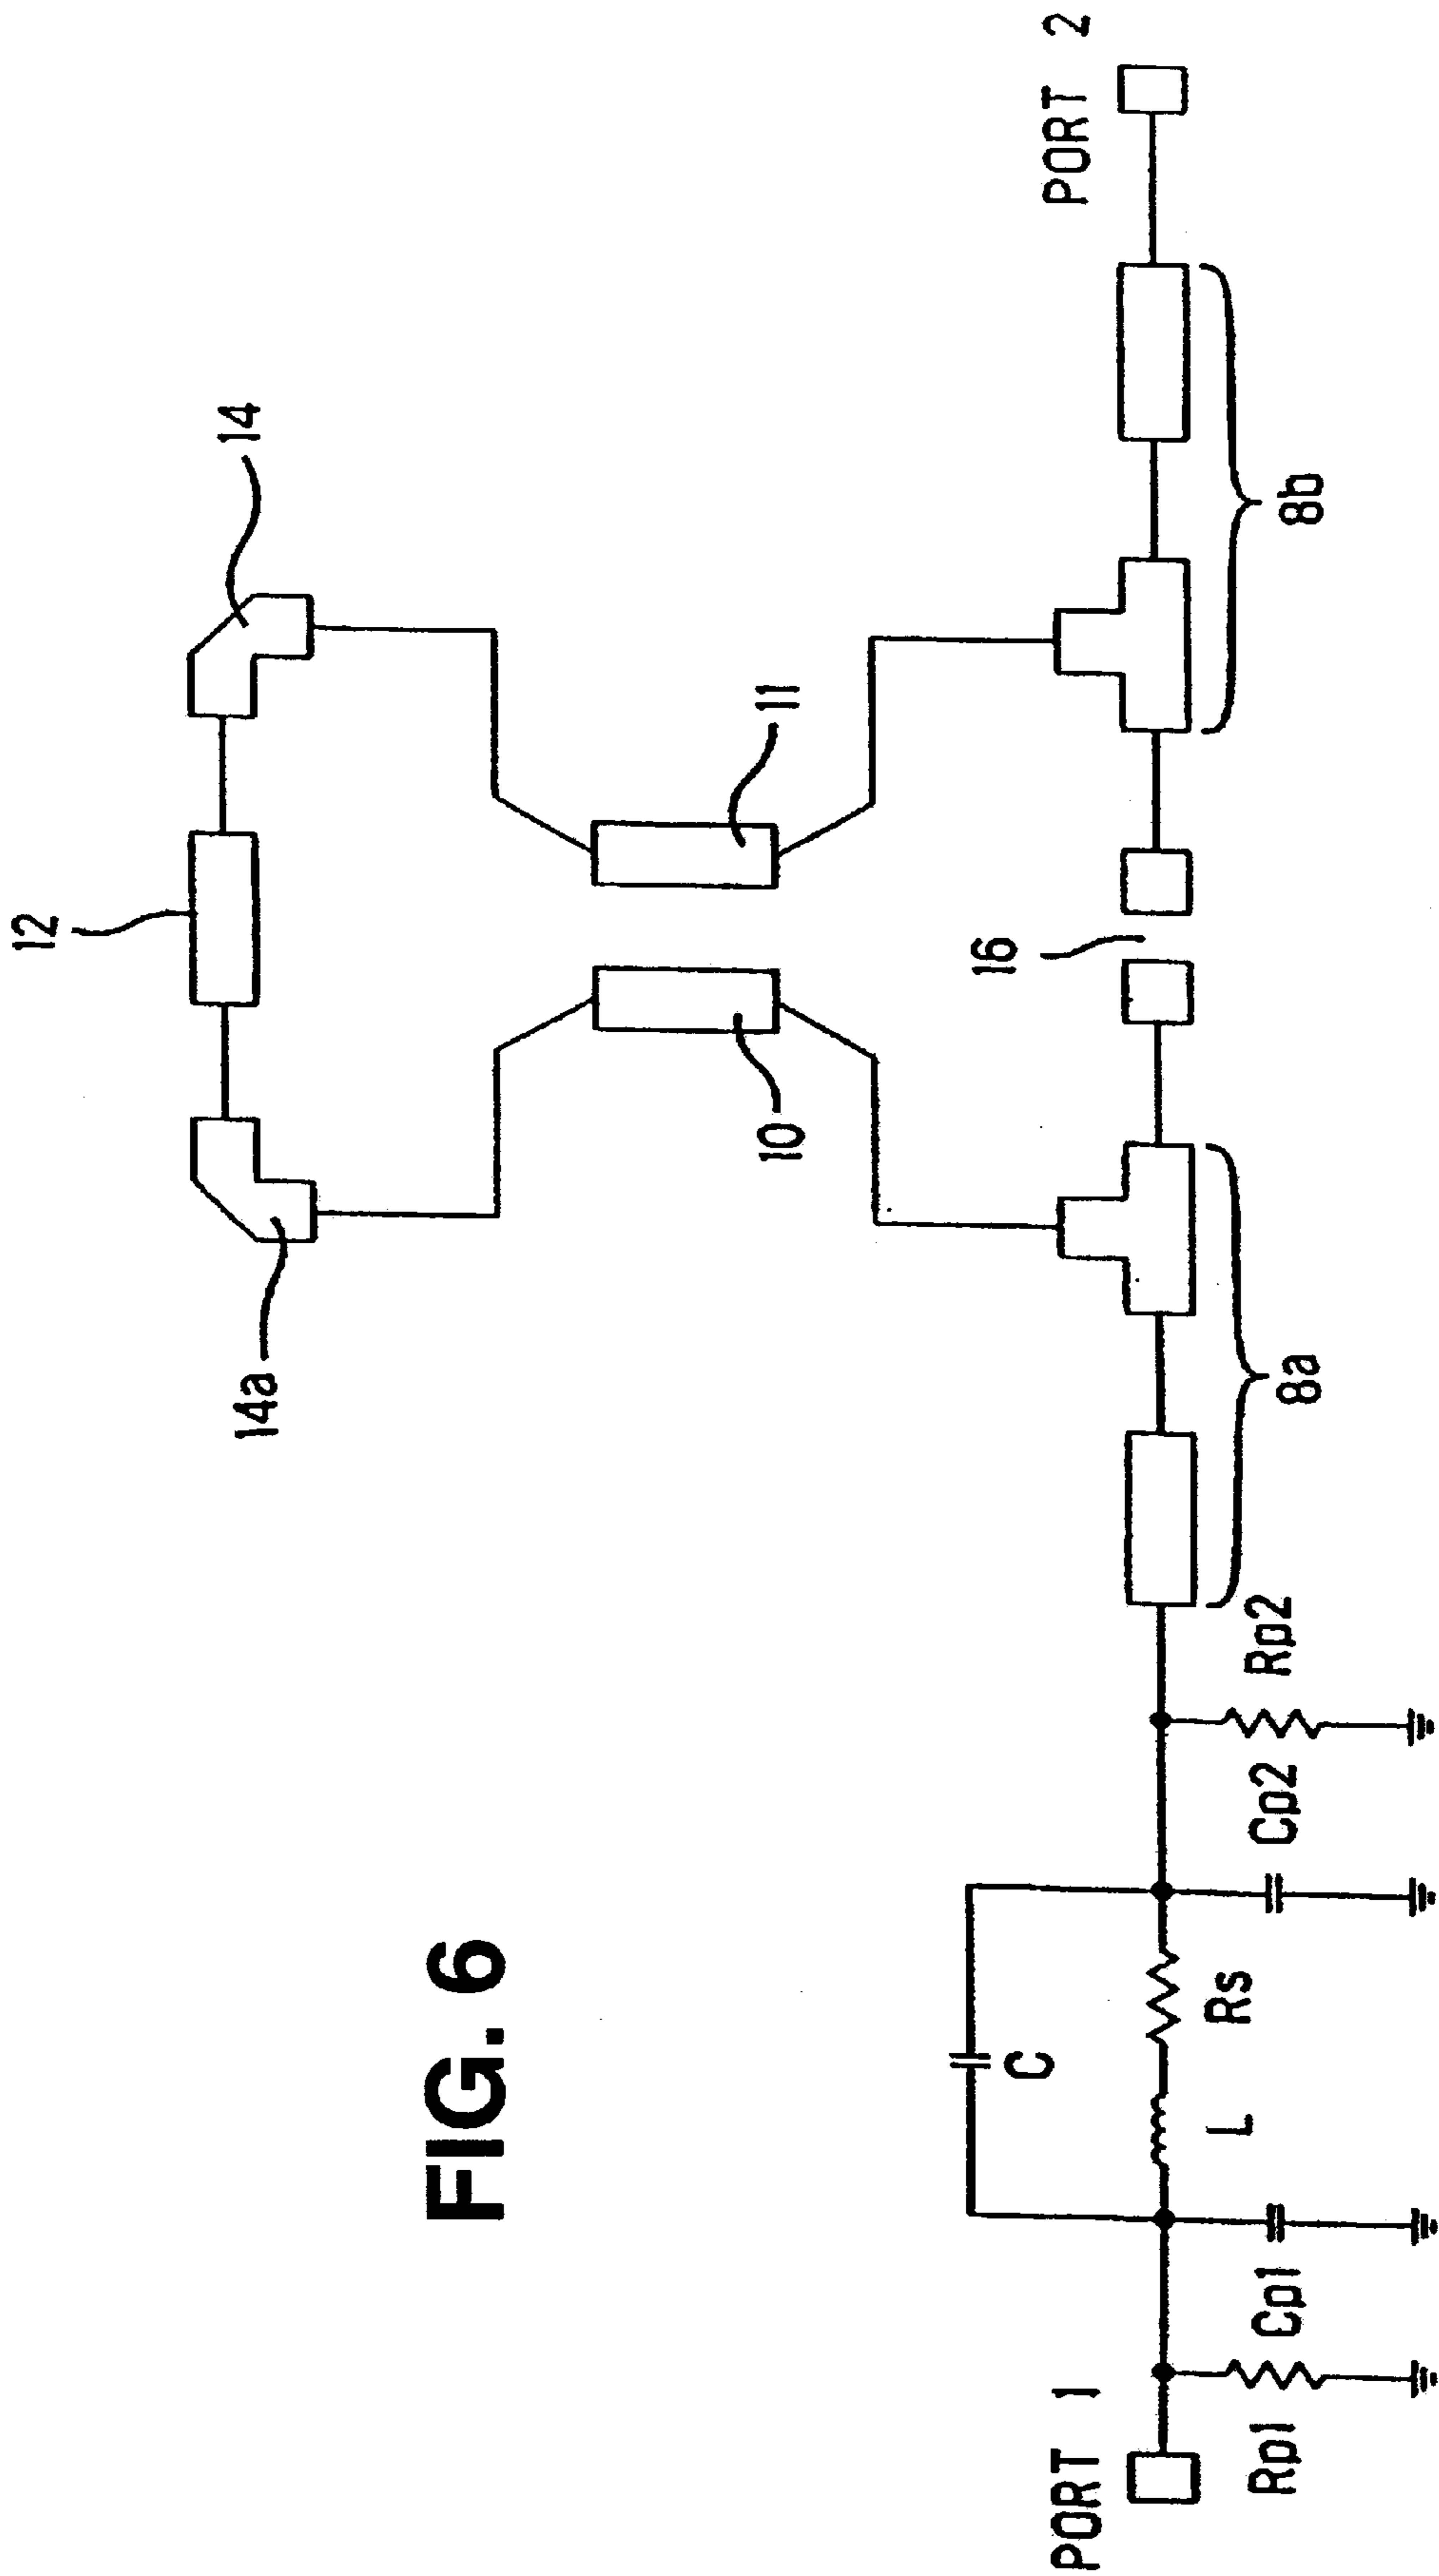 FIG. 6
12
14a
14
10
11
16
PORT 1
PORT 2
C
L
Rs
Rp1
Cp1
Cp2
Rp2
8a
8b